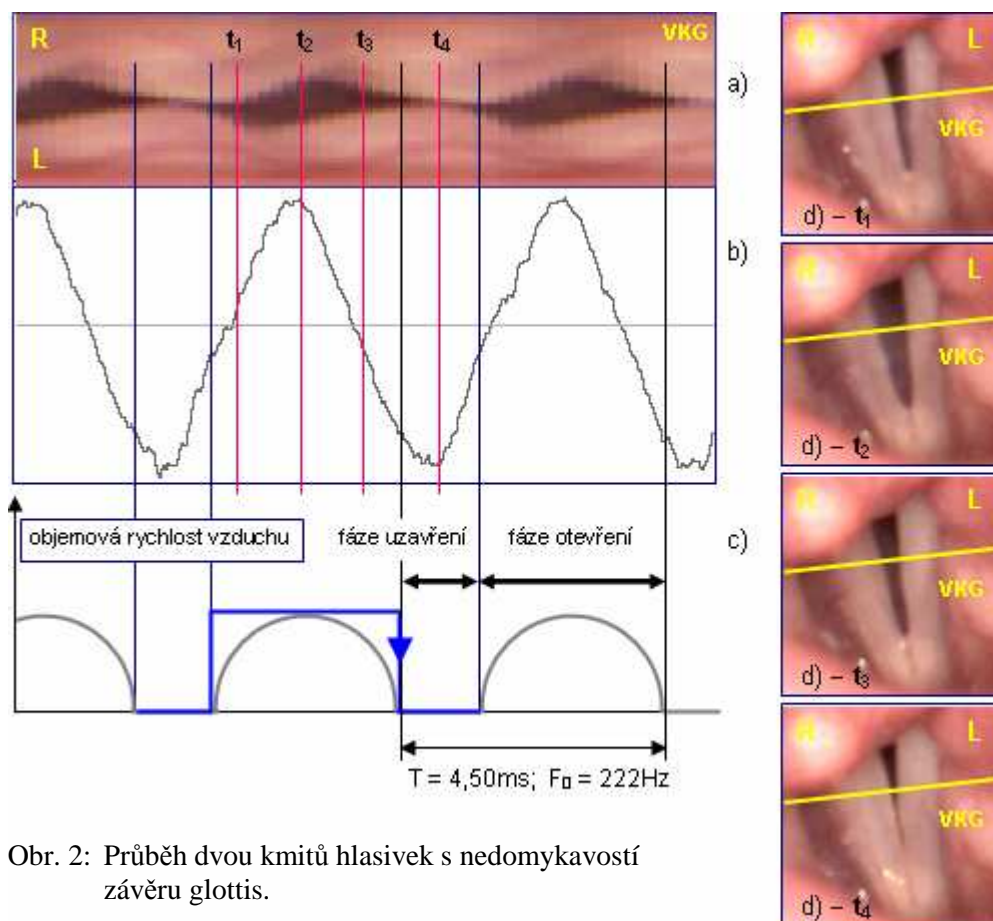 R t₁ t₂ t₃ t₄ VKG
L
a)
b)
objemová rychlost vzduchu fáze uzavření fáze otevření
c)
T = 4,50ms; F₀ = 222Hz
Obr. 2: Průběh dvou kmitů hlasivek s nedomykavostí
závěru glottis.
R L
VKG
d) – t₁
R L
VKG
d) – t₂
R L
VKG
d) – t₃
R L
VKG
d) – t₄